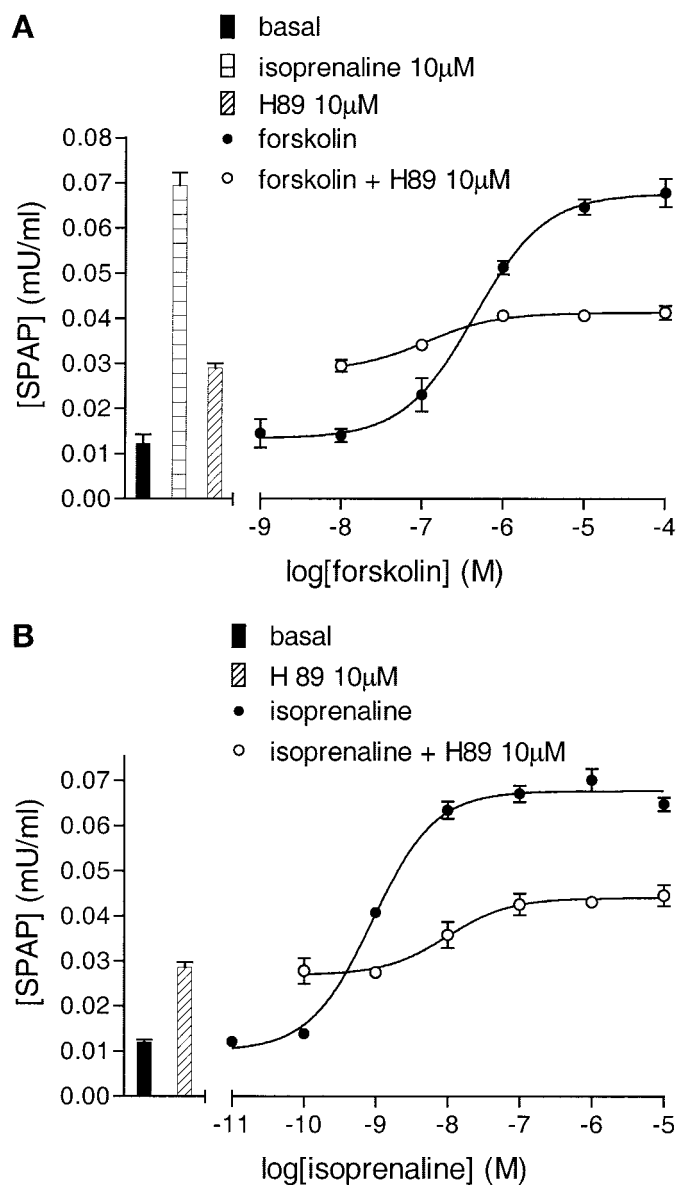 A
basal
isoprenaline 10μM
H89 10μM
forskolin
forskolin + H89 10μM
[SPAP] (mU/ml)
0.08
0.07
0.06
0.05
0.04
0.03
0.02
0.01
0.00
-9 -8 -7 -6 -5 -4
log[forskolin] (M)
B
basal
H 89 10μM
isoprenaline
isoprenaline + H89 10μM
[SPAP] (mU/ml)
0.07
0.06
0.05
0.04
0.03
0.02
0.01
0.00
-11 -10 -9 -8 -7 -6 -5
log[isoprenaline] (M)